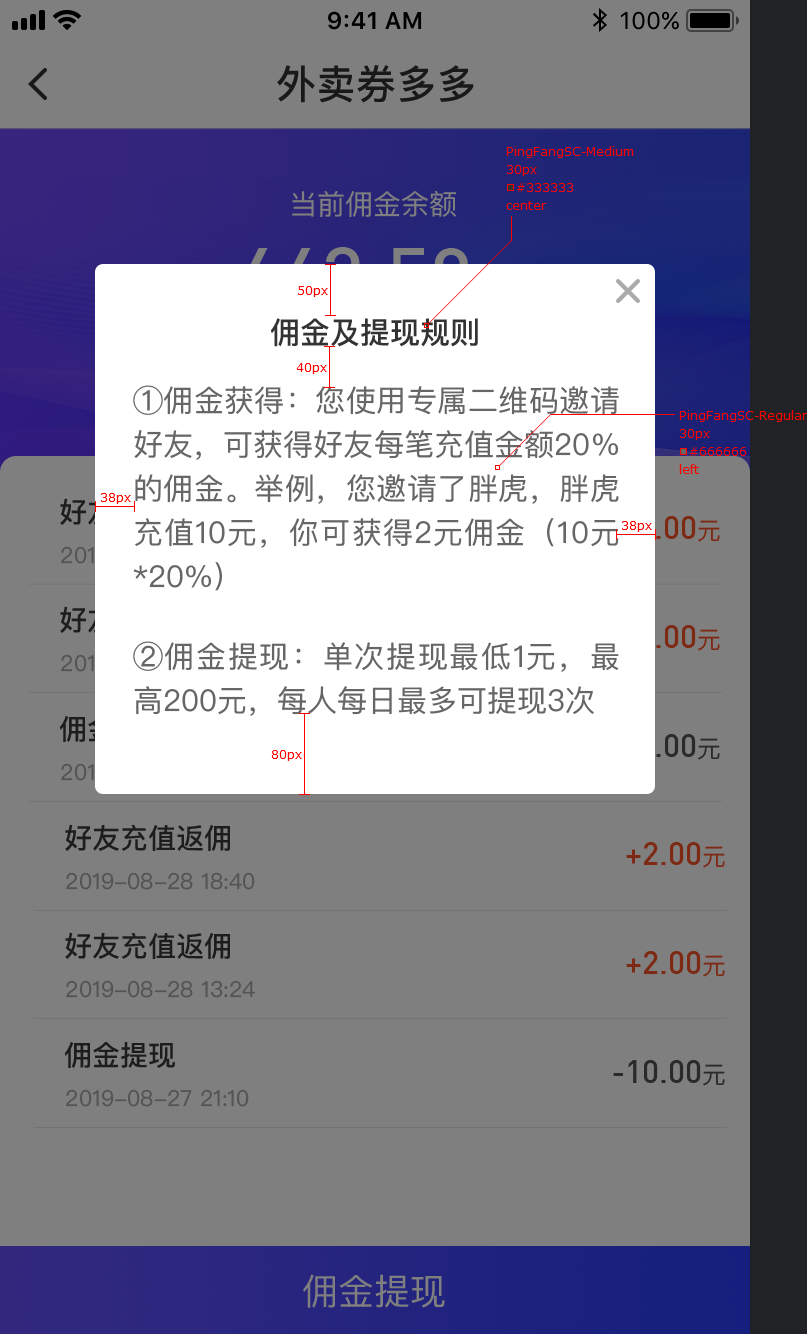 9:41 AM
100%
外卖券多多
PingFangSC-Medium
30px
#333333
center
当前佣金余额
50px
佣金及提现规则
40px
①佣金获得：您使用专属二维码邀请
好友，可获得好友每笔充值金额20%
的佣金。举例，您邀请了胖虎，胖虎
充值10元，你可获得2元佣金（10元
*20%）
PingFangSC-Regular
30px
#666666
left
38px
38px
②佣金提现：单次提现最低1元，最
高200元，每人每日最多可提现3次
80px
好
.00元
201
好
.00元
201
佣
.00元
201
好友充值返佣
+2.00元
2019-08-28 18:40
好友充值返佣
+2.00元
2019-08-28 13:24
佣金提现
-10.00元
2019-08-27 21:10
佣金提现